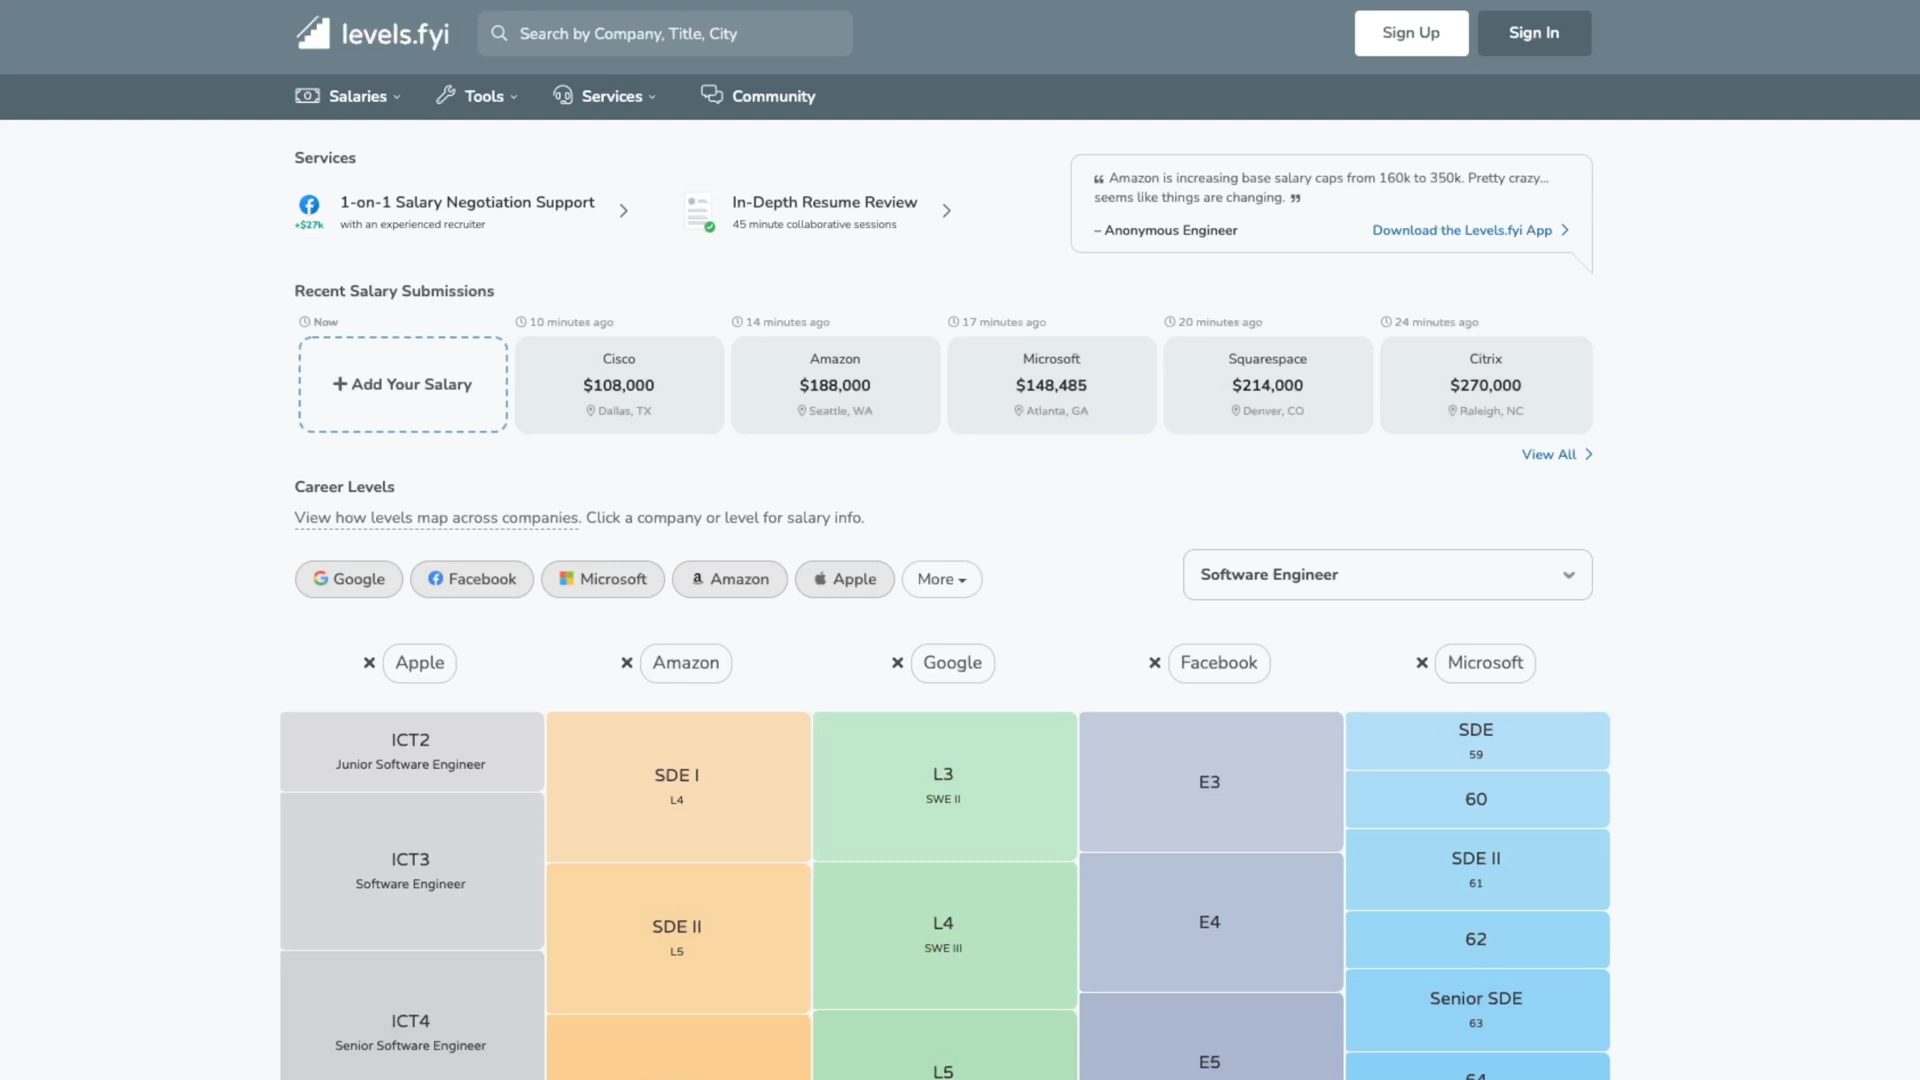 levels.fyi
Search by Company, Title, City
Sign Up
Sign In
Salaries
Tools
Services
Community
Services
+$27k
1-on-1 Salary Negotiation Support
with an experienced recruiter
In-Depth Resume Review
45 minute collaborative sessions
❝ Amazon is increasing base salary caps from 160k to 350k. Pretty crazy...
seems like things are changing. ❞
– Anonymous Engineer
Download the Levels.fyi App
Recent Salary Submissions
Now
+ Add Your Salary
10 minutes ago
Cisco
$108,000
Dallas, TX
14 minutes ago
Amazon
$188,000
Seattle, WA
17 minutes ago
Microsoft
$148,485
Atlanta, GA
20 minutes ago
Squarespace
$214,000
Denver, CO
24 minutes ago
Citrix
$270,000
Raleigh, NC
View All
Career Levels
View how levels map across companies. Click a company or level for salary info.
Google
Facebook
Microsoft
Amazon
Apple
More
Software Engineer
× Apple
× Amazon
× Google
× Facebook
× Microsoft
ICT2
Junior Software Engineer
ICT3
Software Engineer
ICT4
Senior Software Engineer
SDE I
L4
SDE II
L5
L3
SWE II
L4
SWE III
L5
E3
E4
E5
SDE
59
60
SDE II
61
62
Senior SDE
63
64